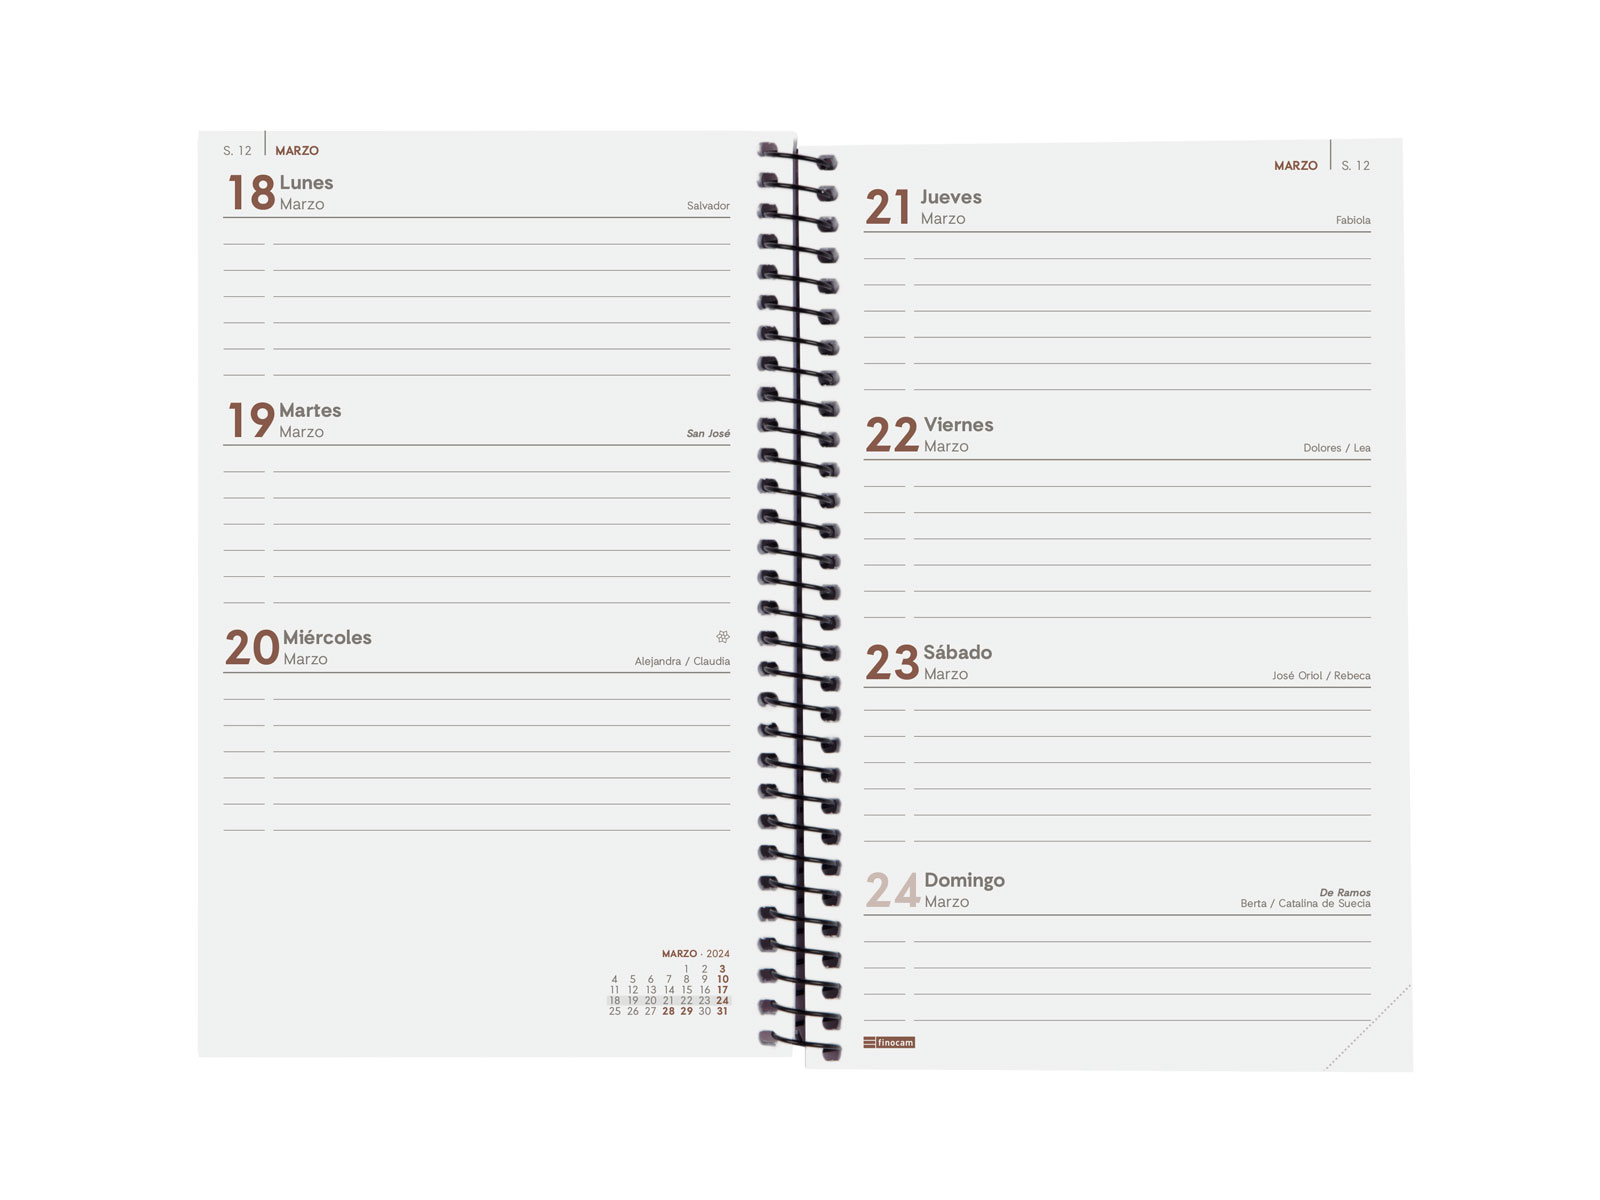 S. 12 MARZO
18 Lunes
Marzo
Salvador
19 Martes
Marzo
San José
20 Miércoles
Marzo
Alejandra / Claudia
MARZO · 2024
1 2 3
4 5 6 7 8 9 10
11 12 13 14 15 16 17
18 19 20 21 22 23 24
25 26 27 28 29 30 31
MARZO S. 12
21 Jueves
Marzo
Fabiola
22 Viernes
Marzo
Dolores / Lea
23 Sábado
Marzo
José Oriol / Rebeca
24 Domingo
Marzo
De Ramos
Berta / Catalina de Suecia
finocam